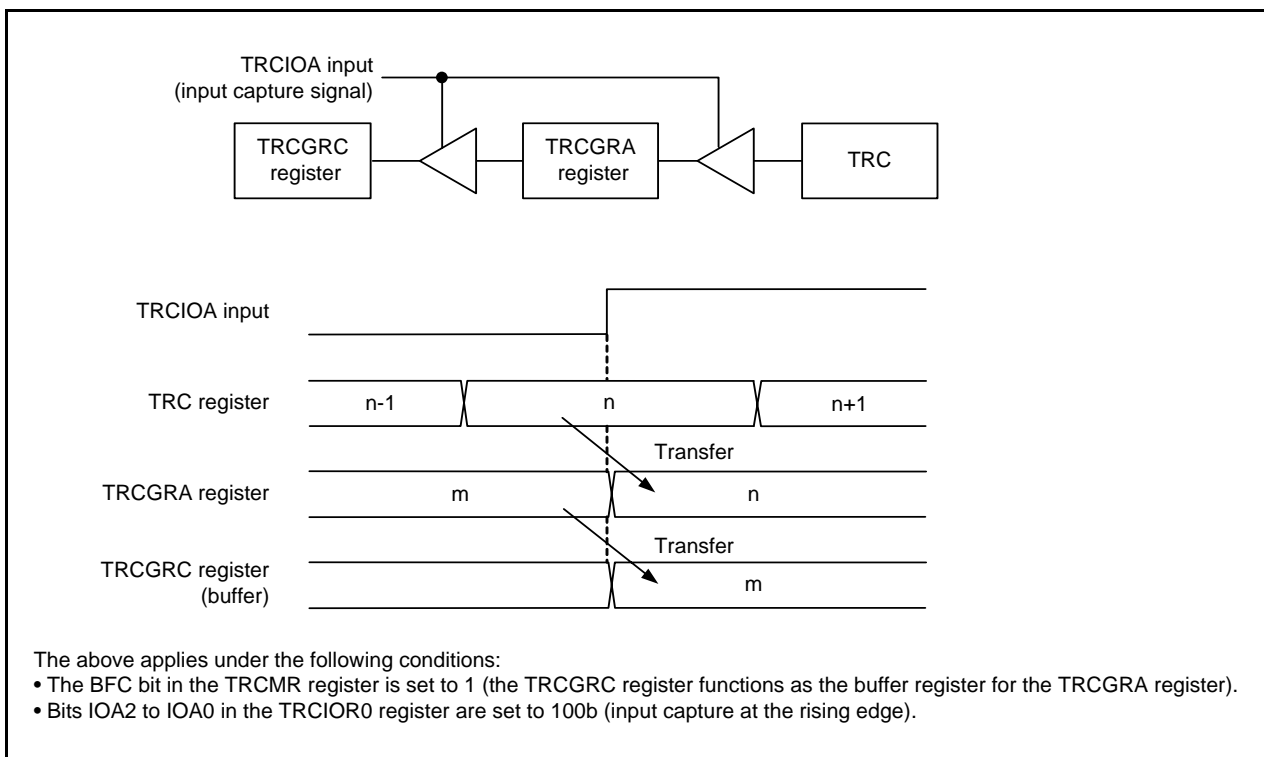 TRCIOA input
(input capture signal)
TRCGRC
register
TRCGRA
register
TRC
TRCIOA input
TRC register
n-1
n
n+1
Transfer
TRCGRA register
m
n
Transfer
TRCGRC register
(buffer)
m
The above applies under the following conditions:
• The BFC bit in the TRCMR register is set to 1 (the TRCGRC register functions as the buffer register for the TRCGRA register).
• Bits IOA2 to IOA0 in the TRCIOR0 register are set to 100b (input capture at the rising edge).